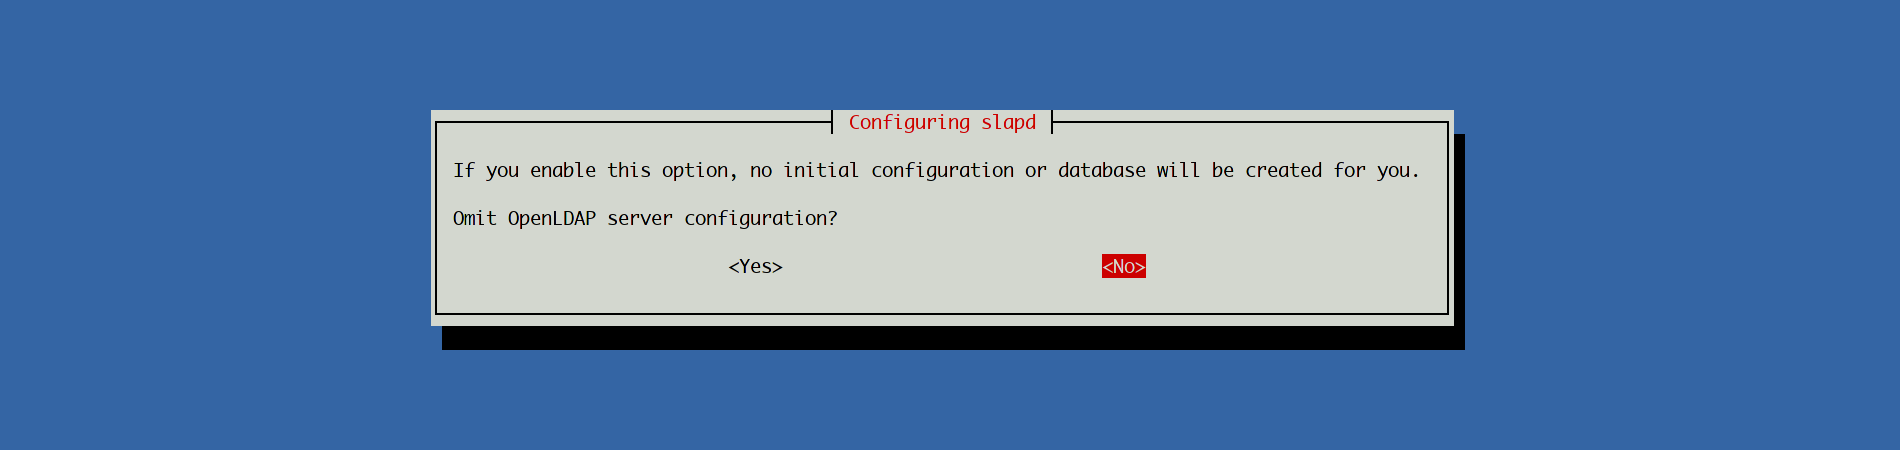 Configuring slapd
If you enable this option, no initial configuration or database will be created for you.
Omit OpenLDAP server configuration?
<Yes> <No>